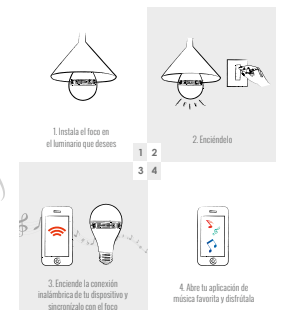 1. Instala el foco en
el luminario que desees
2. Enciéndelo
1 2
3 4
3. Enciende la conexión
inalámbrica de tu dispositivo y
sincronízalo con el foco
4. Abre tu aplicación de
música favorita y disfrútala